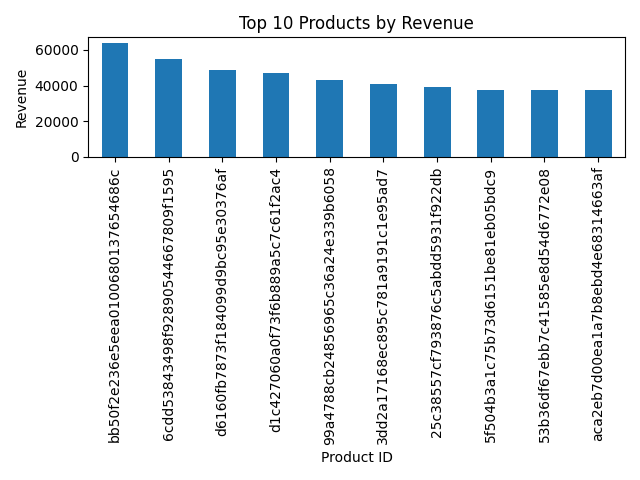 Top 10 Products by Revenue
Revenue
60000
40000
20000
0
bb50f2e236e5eea0100680137654686c
6cdd53843498f92890544667809f1595
d6160fb7873f184099d9bc95e30376af
d1c427060a0f73f6b889a5c7c61f2ac4
99a4788cb24856965c36a24e339b6058
3dd2a17168ec895c781a9191c1e95ad7
25c38557cf793876c5abdd5931f922db
5f504b3a1c75b73d6151be81eb05bdc9
53b36df67ebb7c41585e8d54d6772e08
aca2eb7d00ea1a7b8ebd4e68314663af
Product ID